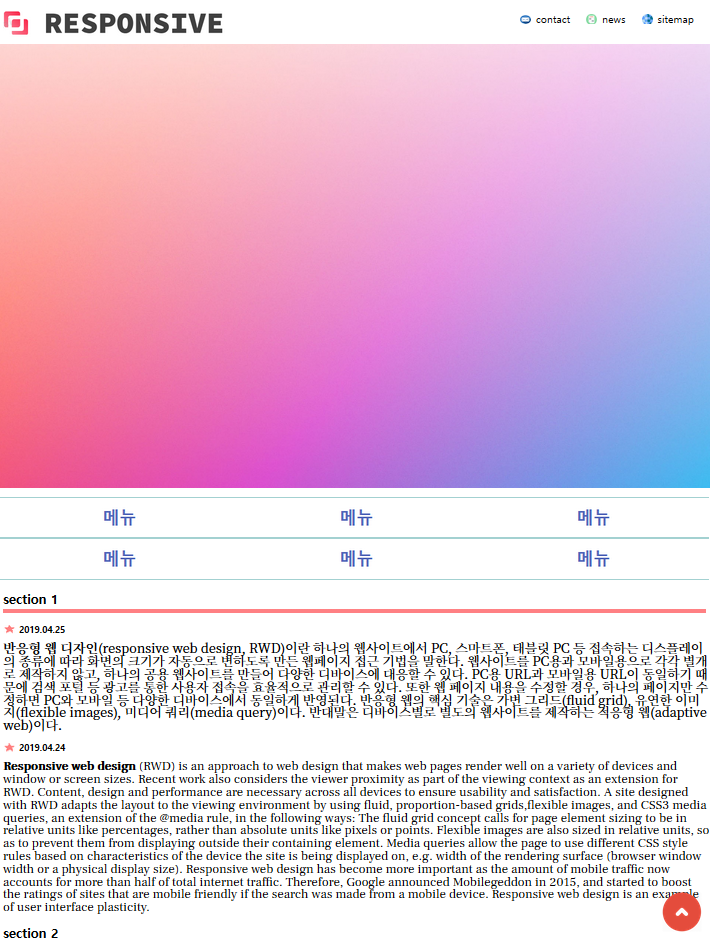 RESPONSIVE
contact news sitemap
메뉴 메뉴 메뉴
메뉴 메뉴 메뉴
section 1
2019.04.25
반응형 웹 디자인(responsive web design, RWD)이란 하나의 웹사이트에서 PC, 스마트폰, 태블릿 PC 등 접속하는 디스플레이
의 종류에 따라 화면의 크기가 자동으로 변하도록 만든 웹페이지 접근 기법을 말한다. 웹사이트를 PC용과 모바일용으로 각각 별개
로 제작하지 않고, 하나의 공용 웹사이트를 만들어 다양한 디바이스에 대응할 수 있다. PC용 URL과 모바일용 URL이 동일하기 때
문에 검색 포털 등 광고를 통한 사용자 접속을 효율적으로 관리할 수 있다. 또한 웹 페이지 내용을 수정할 경우, 하나의 페이지만 수
정하면 PC와 모바일 등 다양한 디바이스에서 동일하게 반영된다. 반응형 웹의 핵심 기술은 가변 그리드(fluid grid), 유연한 이미
지(flexible images), 미디어 쿼리(media query)이다. 반대말은 디바이스별로 별도의 웹사이트를 제작하는 적응형 웹(adaptive
web)이다.
2019.04.24
Responsive web design (RWD) is an approach to web design that makes web pages render well on a variety of devices and
window or screen sizes. Recent work also considers the viewer proximity as part of the viewing context as an extension for
RWD. Content, design and performance are necessary across all devices to ensure usability and satisfaction. A site designed
with RWD adapts the layout to the viewing environment by using fluid, proportion-based grids,flexible images, and CSS3 media
queries, an extension of the @media rule, in the following ways: The fluid grid concept calls for page element sizing to be in
relative units like percentages, rather than absolute units like pixels or points. Flexible images are also sized in relative units, so
as to prevent them from displaying outside their containing element. Media queries allow the page to use different CSS style
rules based on characteristics of the device the site is being displayed on, e.g. width of the rendering surface (browser window
width or a physical display size). Responsive web design has become more important as the amount of mobile traffic now
accounts for more than half of total internet traffic. Therefore, Google announced Mobilegeddon in 2015, and started to boost
the ratings of sites that are mobile friendly if the search was made from a mobile device. Responsive web design is an example
of user interface plasticity.
section 2